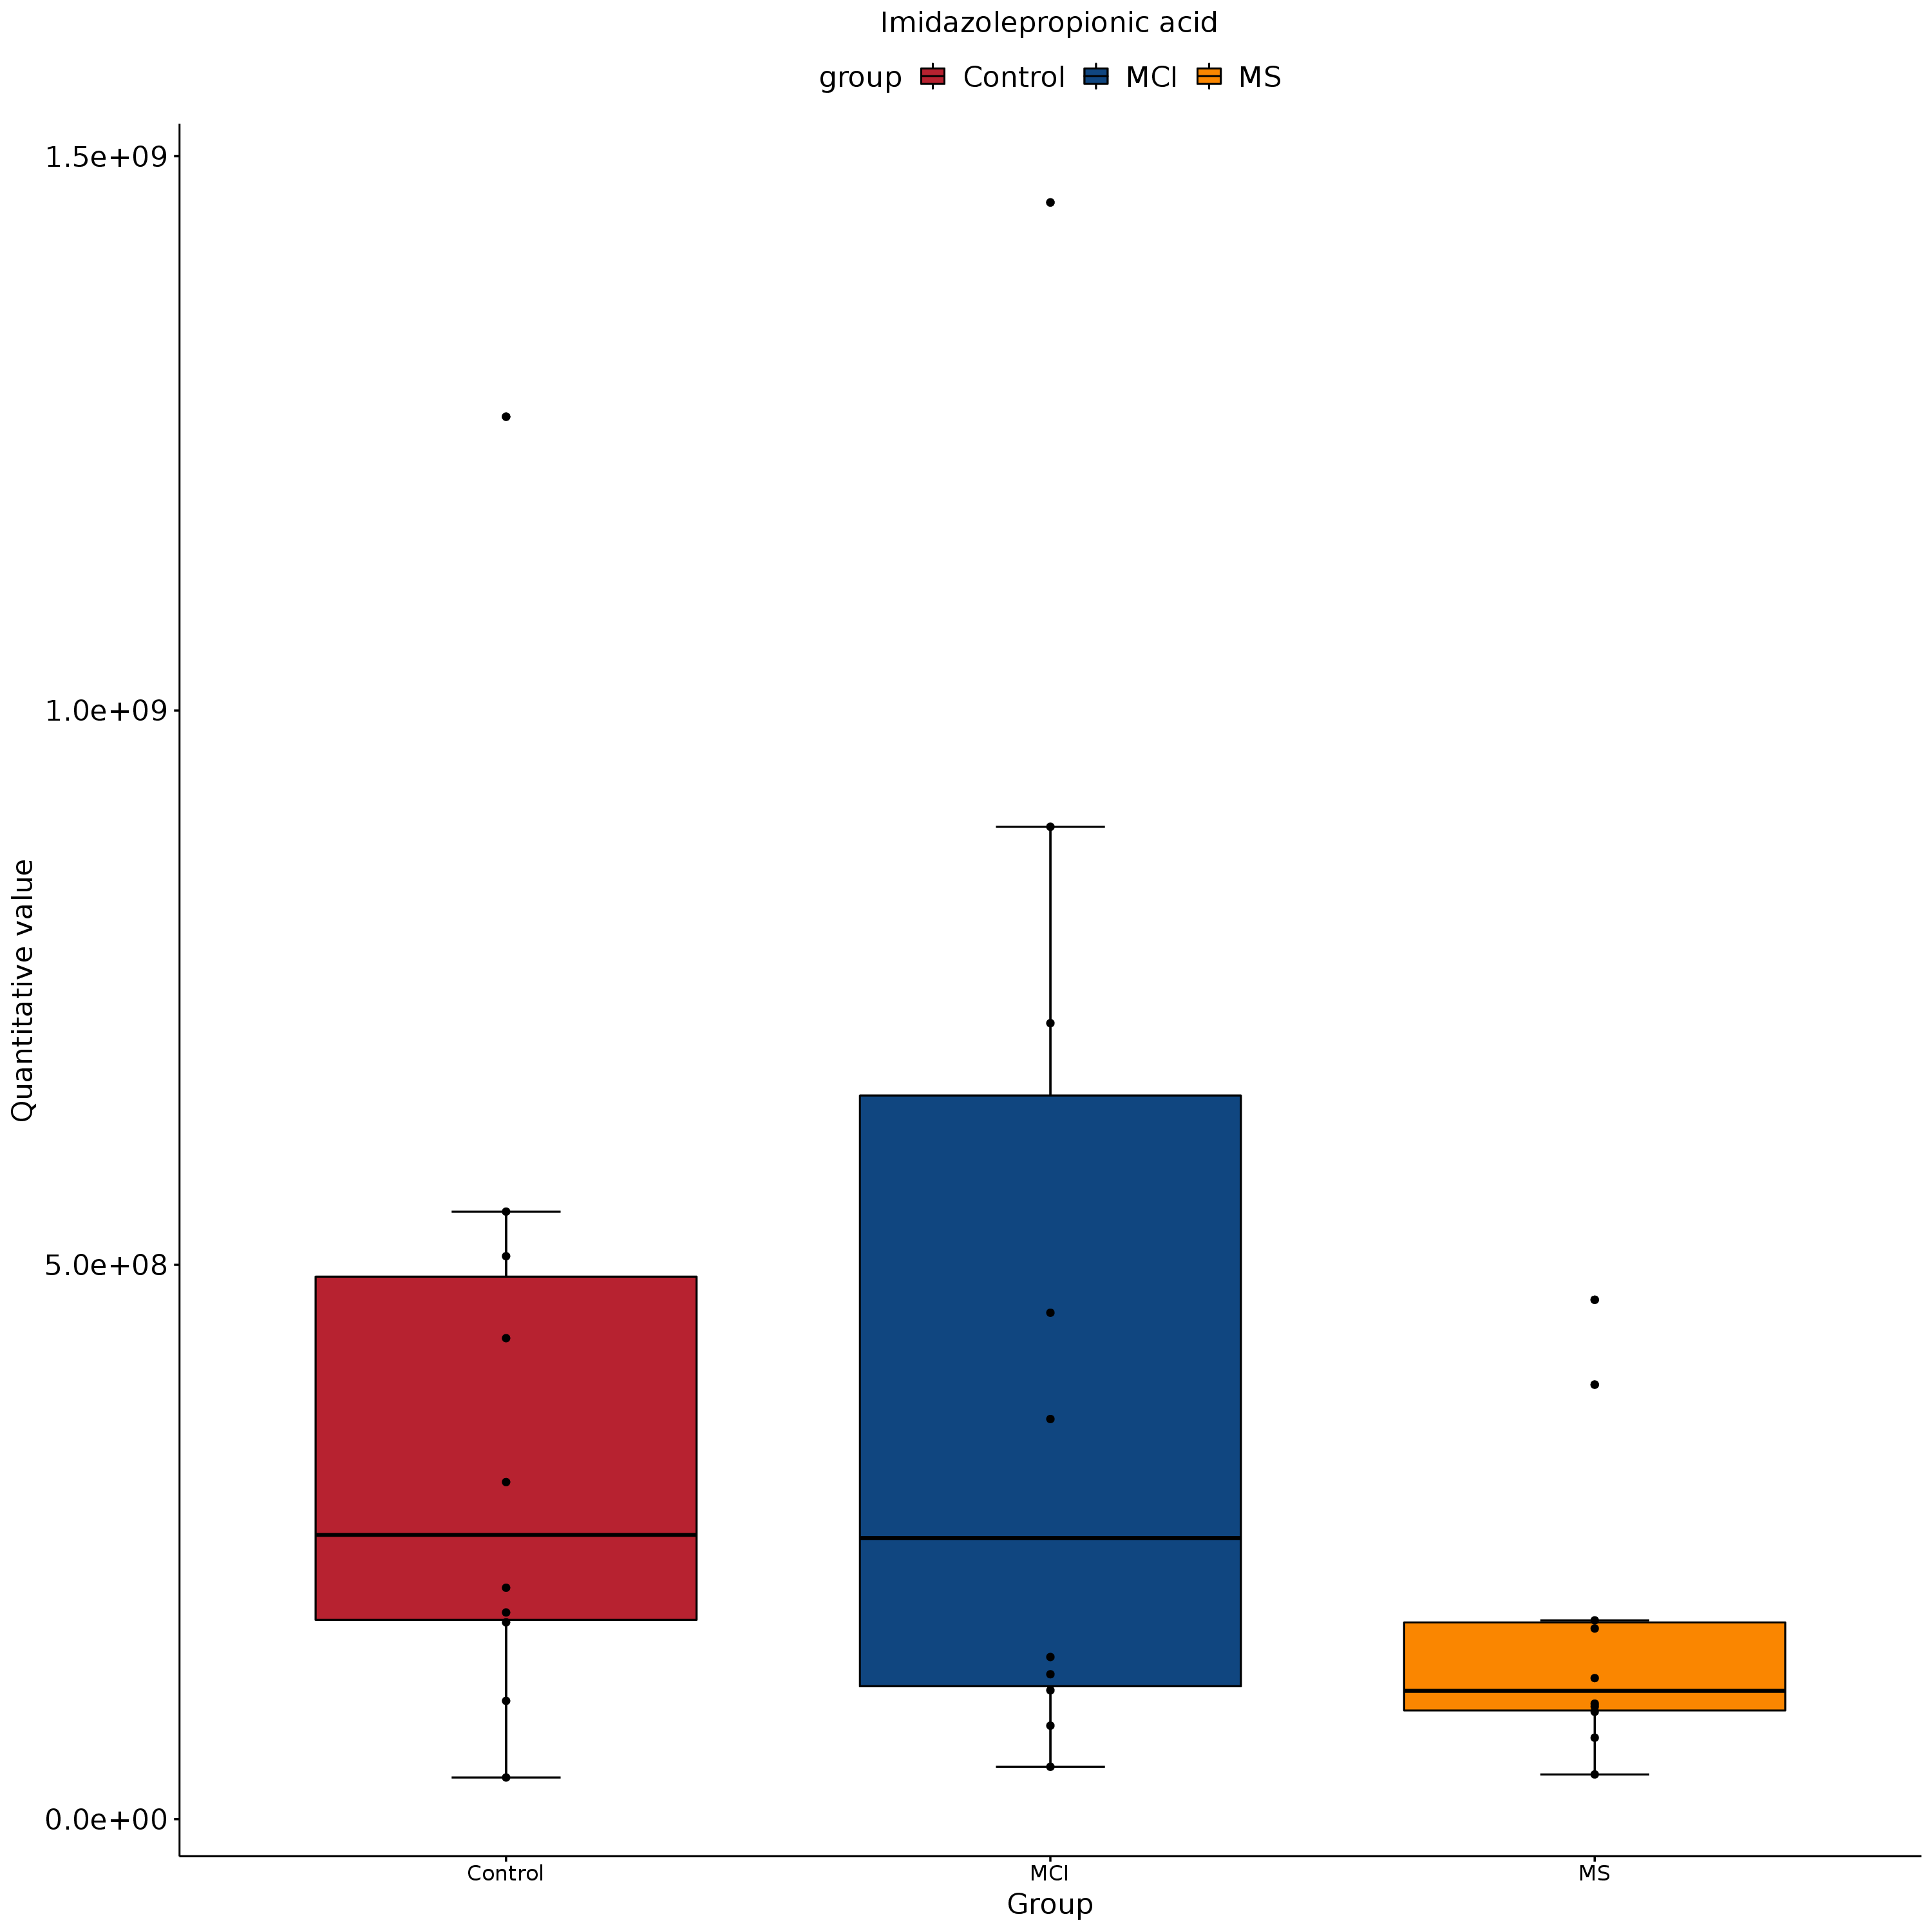 Imidazolepropionic acid
group Control MCI MS
1.5e+09
1.0e+09
5.0e+08
0.0e+00
Quantitative value
Control MCI MS
Group